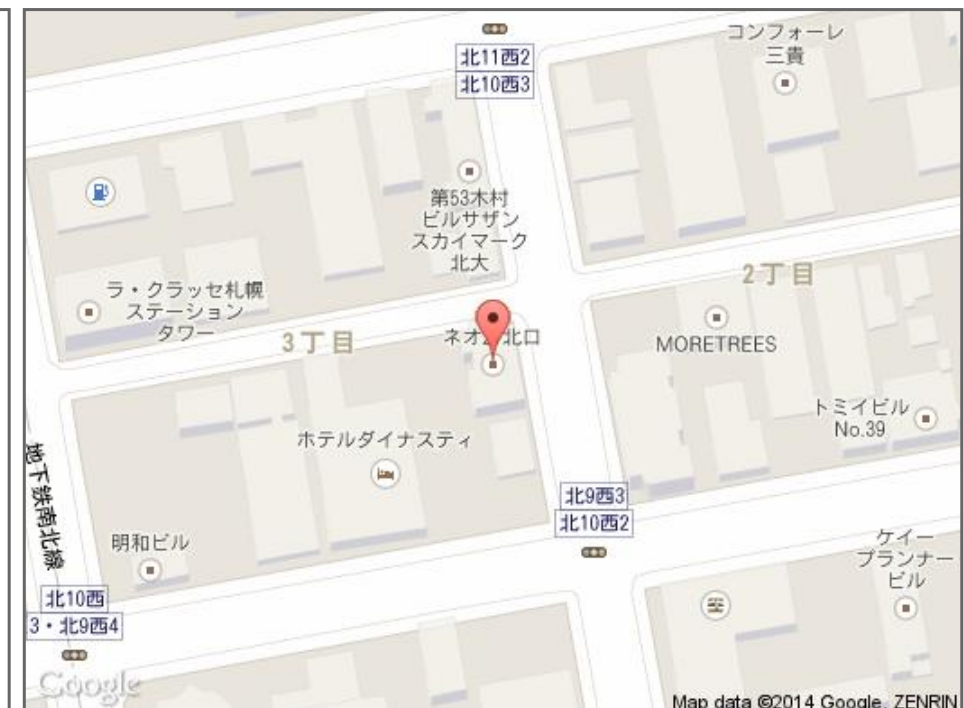 北11西2
北10西3
コンフォーレ
三貴
第53木村
ビルサザン
スカイマーク
北大
2丁目
ラ・クラッセ札幌
ステーション
タワー
3丁目
北口
MORETREES
トミイビル
No.39
ホテルダイナスティ
地下鉄南北線
北9西3
北10西2
明和ビル
ケイー
プランナー
ビル
北10西
3・北9西4
Google
Map data ©2014 Google, ZENRIN